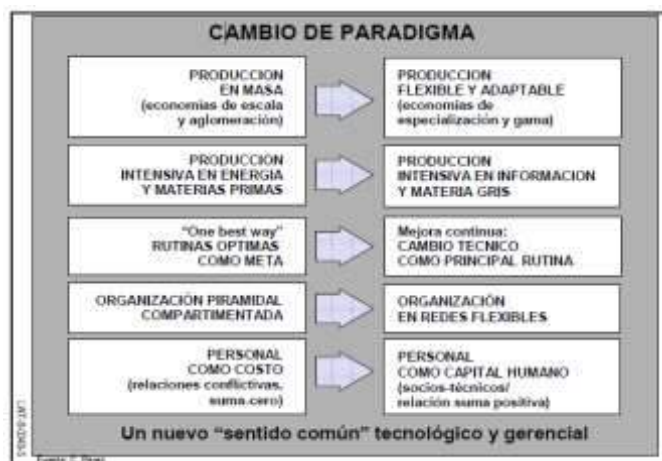 CAMBIO DE PARADIGMA
PRODUCCION
EN MASA
(economías de escala
y aglomeración)
PRODUCCION
FLEXIBLE Y ADAPTABLE
(economías de
especialización y gama)
PRODUCCION
INTENSIVA EN ENERGIA
Y MATERIAS PRIMAS
PRODUCCION
INTENSIVA EN INFORMACION
Y MATERIA GRIS
"One best way"
RUTINAS OPTIMAS
COMO META
Mejora continua:
CAMBIO TECNICO
COMO PRINCIPAL RUTINA
ORGANIZACIÓN PIRAMIDAL
COMPARTIMENTADA
ORGANIZACIÓN
EN REDES FLEXIBLES
PERSONAL
COMO COSTO
(relaciones conflictivas,
suma cero)
PERSONAL
COMO CAPITAL HUMANO
(socios-técnicos/
relación suma positiva)
Un nuevo "sentido común" tecnológico y gerencial